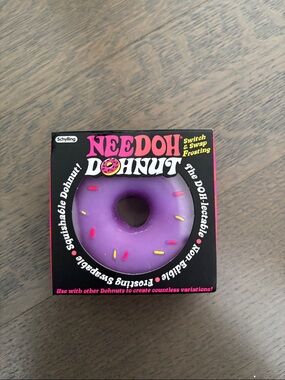 Schylling
NEEDOH
DOHNUT
Switch
& Swap
Frosting
Squishable Dohnut! The DOH-lectable • Non-Edible • Frosting Swapable •
Use with other Dohnuts to create countless variations!